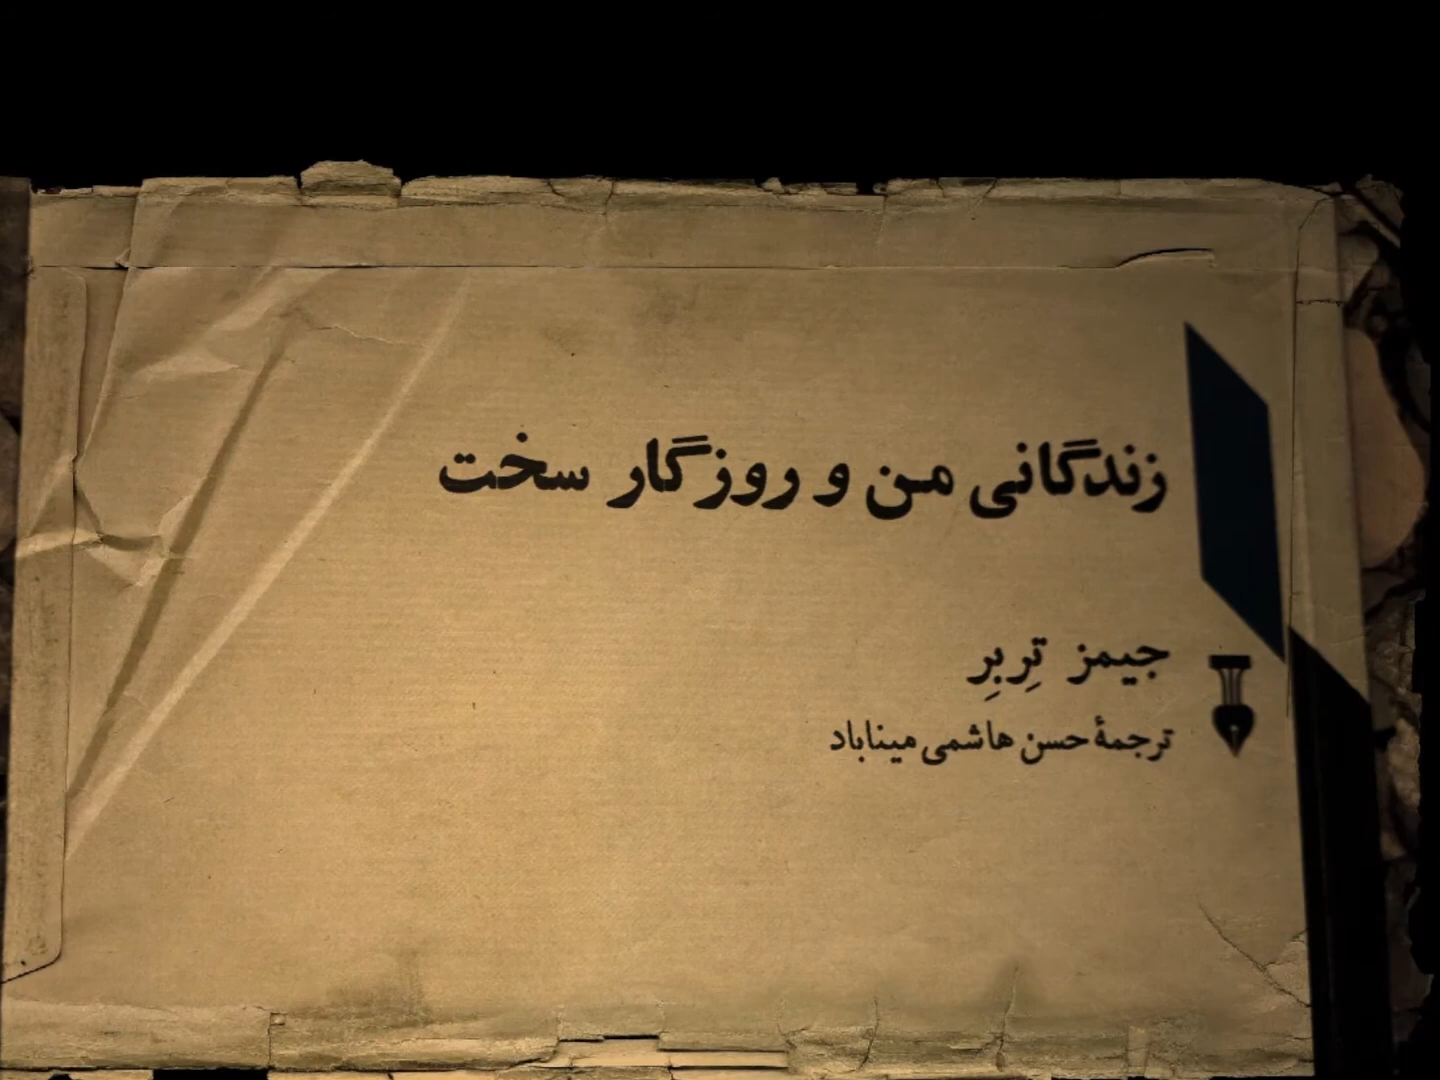 زندگانی من و روزگار سخت
جیمز تِربِر
ترجمهٔ حسن هاشمی میناباد